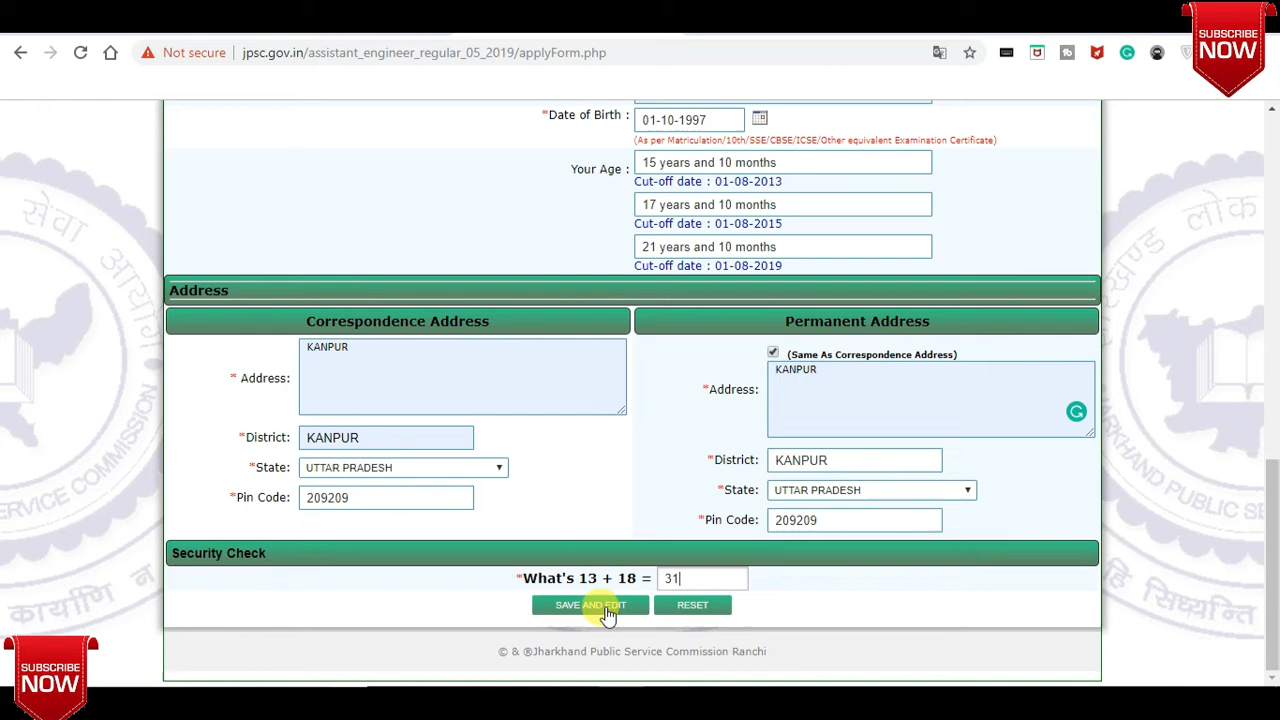 SUBSCRIBE
NOW
Not secure
jpsc.gov.in/assistant_engineer_regular_05_2019/applyForm.php
*Date of Birth : 01-10-1997
(As per Matriculation/10th/SSE/CBSE/ICSE/Other equivalent Examination Certificate)
Your Age : 15 years and 10 months
Cut-off date : 01-08-2013
17 years and 10 months
Cut-off date : 01-08-2015
21 years and 10 months
Cut-off date : 01-08-2019
Address
Correspondence Address
* Address: KANPUR
*District: KANPUR
*State: UTTAR PRADESH
*Pin Code: 209209
Permanent Address
(Same As Correspondence Address)
*Address: KANPUR
*District: KANPUR
*State: UTTAR PRADESH
*Pin Code: 209209
Security Check
*What's 13 + 18 = 31
SAVE AND EDIT RESET
© & ®Jharkhand Public Service Commission Ranchi
SUBSCRIBE
NOW